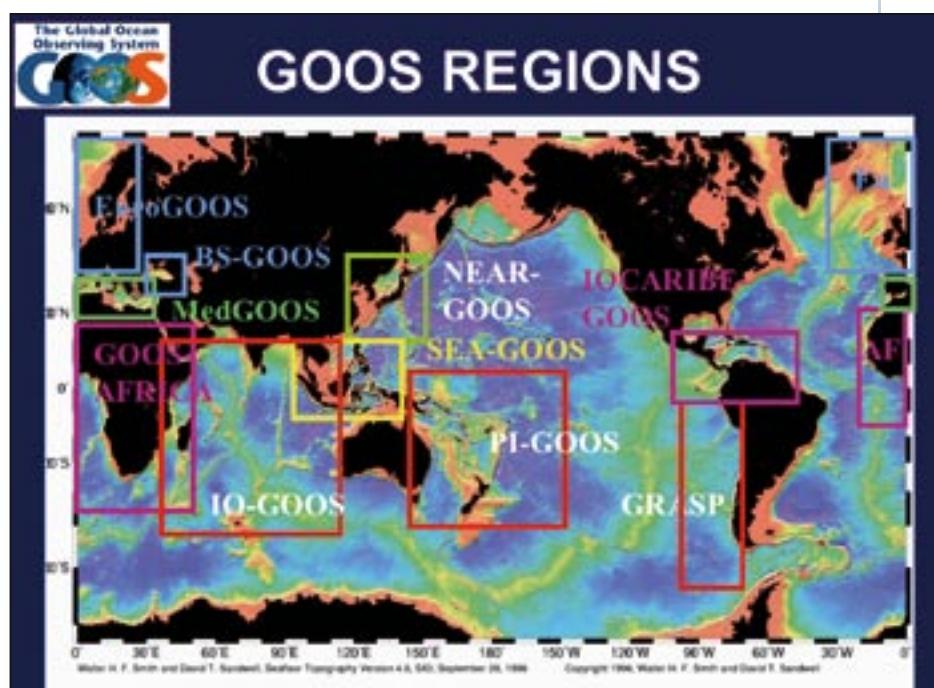 The Global Ocean
Observing System
GOOS
GOOS REGIONS
EuroGOOS
BS-GOOS
MedGOOS
NEAR-
GOOS
IOCARIBE
GOOS
SEA-GOOS
GOOS
AFRICA
AF
PI-GOOS
IO-GOOS
GRASP
0°
30°E
60°E
90°E
120°E
150°E
180°
150°W
120°W
90°W
60°W
30°W
0°
Walter H. F. Smith and David T. Sandwell, Seafloor Topography Version 4.0, SIO, September 26, 1996 Copyright 1996, Walter H. F. Smith and David T. Sandwell